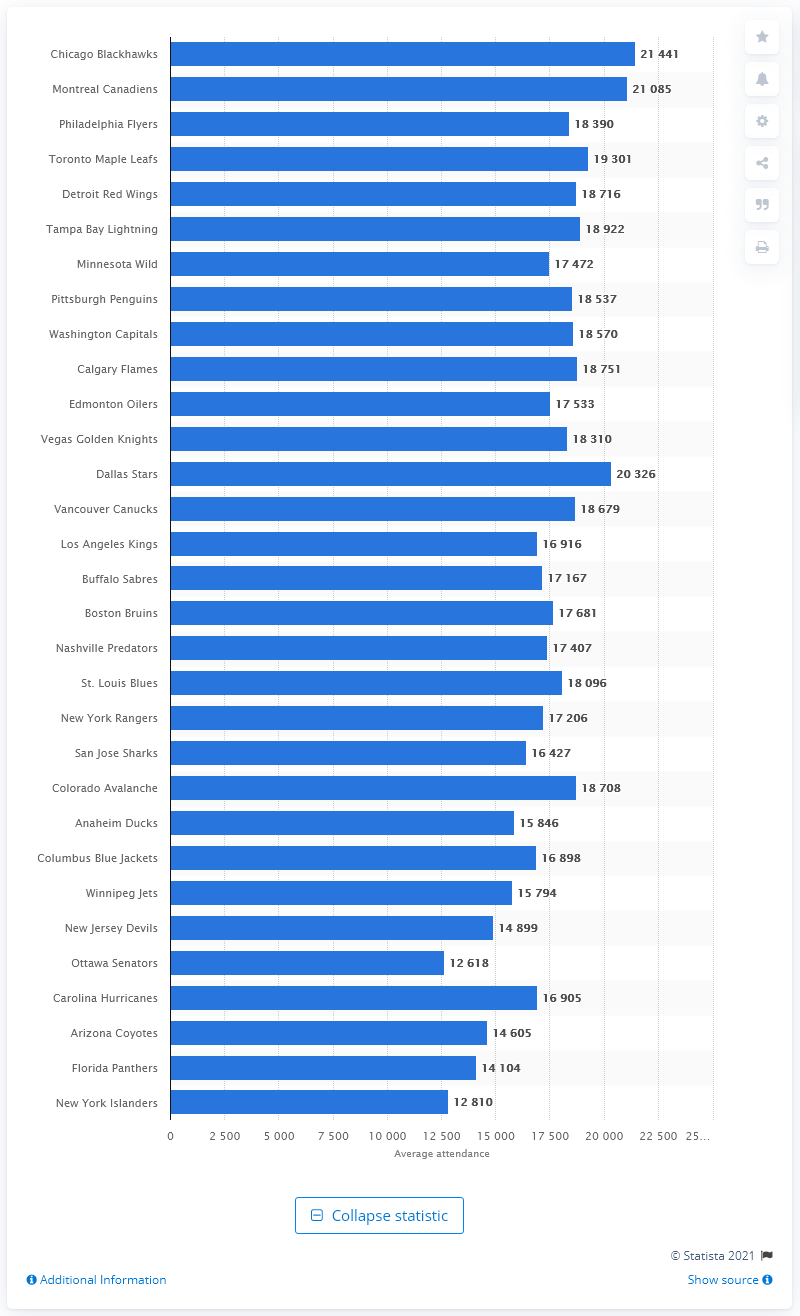 Chicago Blackhawks 21 441
Montreal Canadiens 21 085
Philadelphia Flyers 18 390
Toronto Maple Leafs 19 301
Detroit Red Wings 18 716
Tampa Bay Lightning 18 922
Minnesota Wild 17 472
Pittsburgh Penguins 18 537
Washington Capitals 18 570
Calgary Flames 18 751
Edmonton Oilers 17 533
Vegas Golden Knights 18 310
Dallas Stars 20 326
Vancouver Canucks 18 679
Los Angeles Kings 16 916
Buffalo Sabres 17 167
Boston Bruins 17 681
Nashville Predators 17 407
St. Louis Blues 18 096
New York Rangers 17 206
San Jose Sharks 16 427
Colorado Avalanche 18 708
Anaheim Ducks 15 846
Columbus Blue Jackets 16 898
Winnipeg Jets 15 794
New Jersey Devils 14 899
Ottawa Senators 12 618
Carolina Hurricanes 16 905
Arizona Coyotes 14 605
Florida Panthers 14 104
New York Islanders 12 810
0 2 500 5 000 7 500 10 000 12 500 15 000 17 500 20 000 22 500 25...
Average attendance
Collapse statistic
© Statista 2021
Additional Information Show source